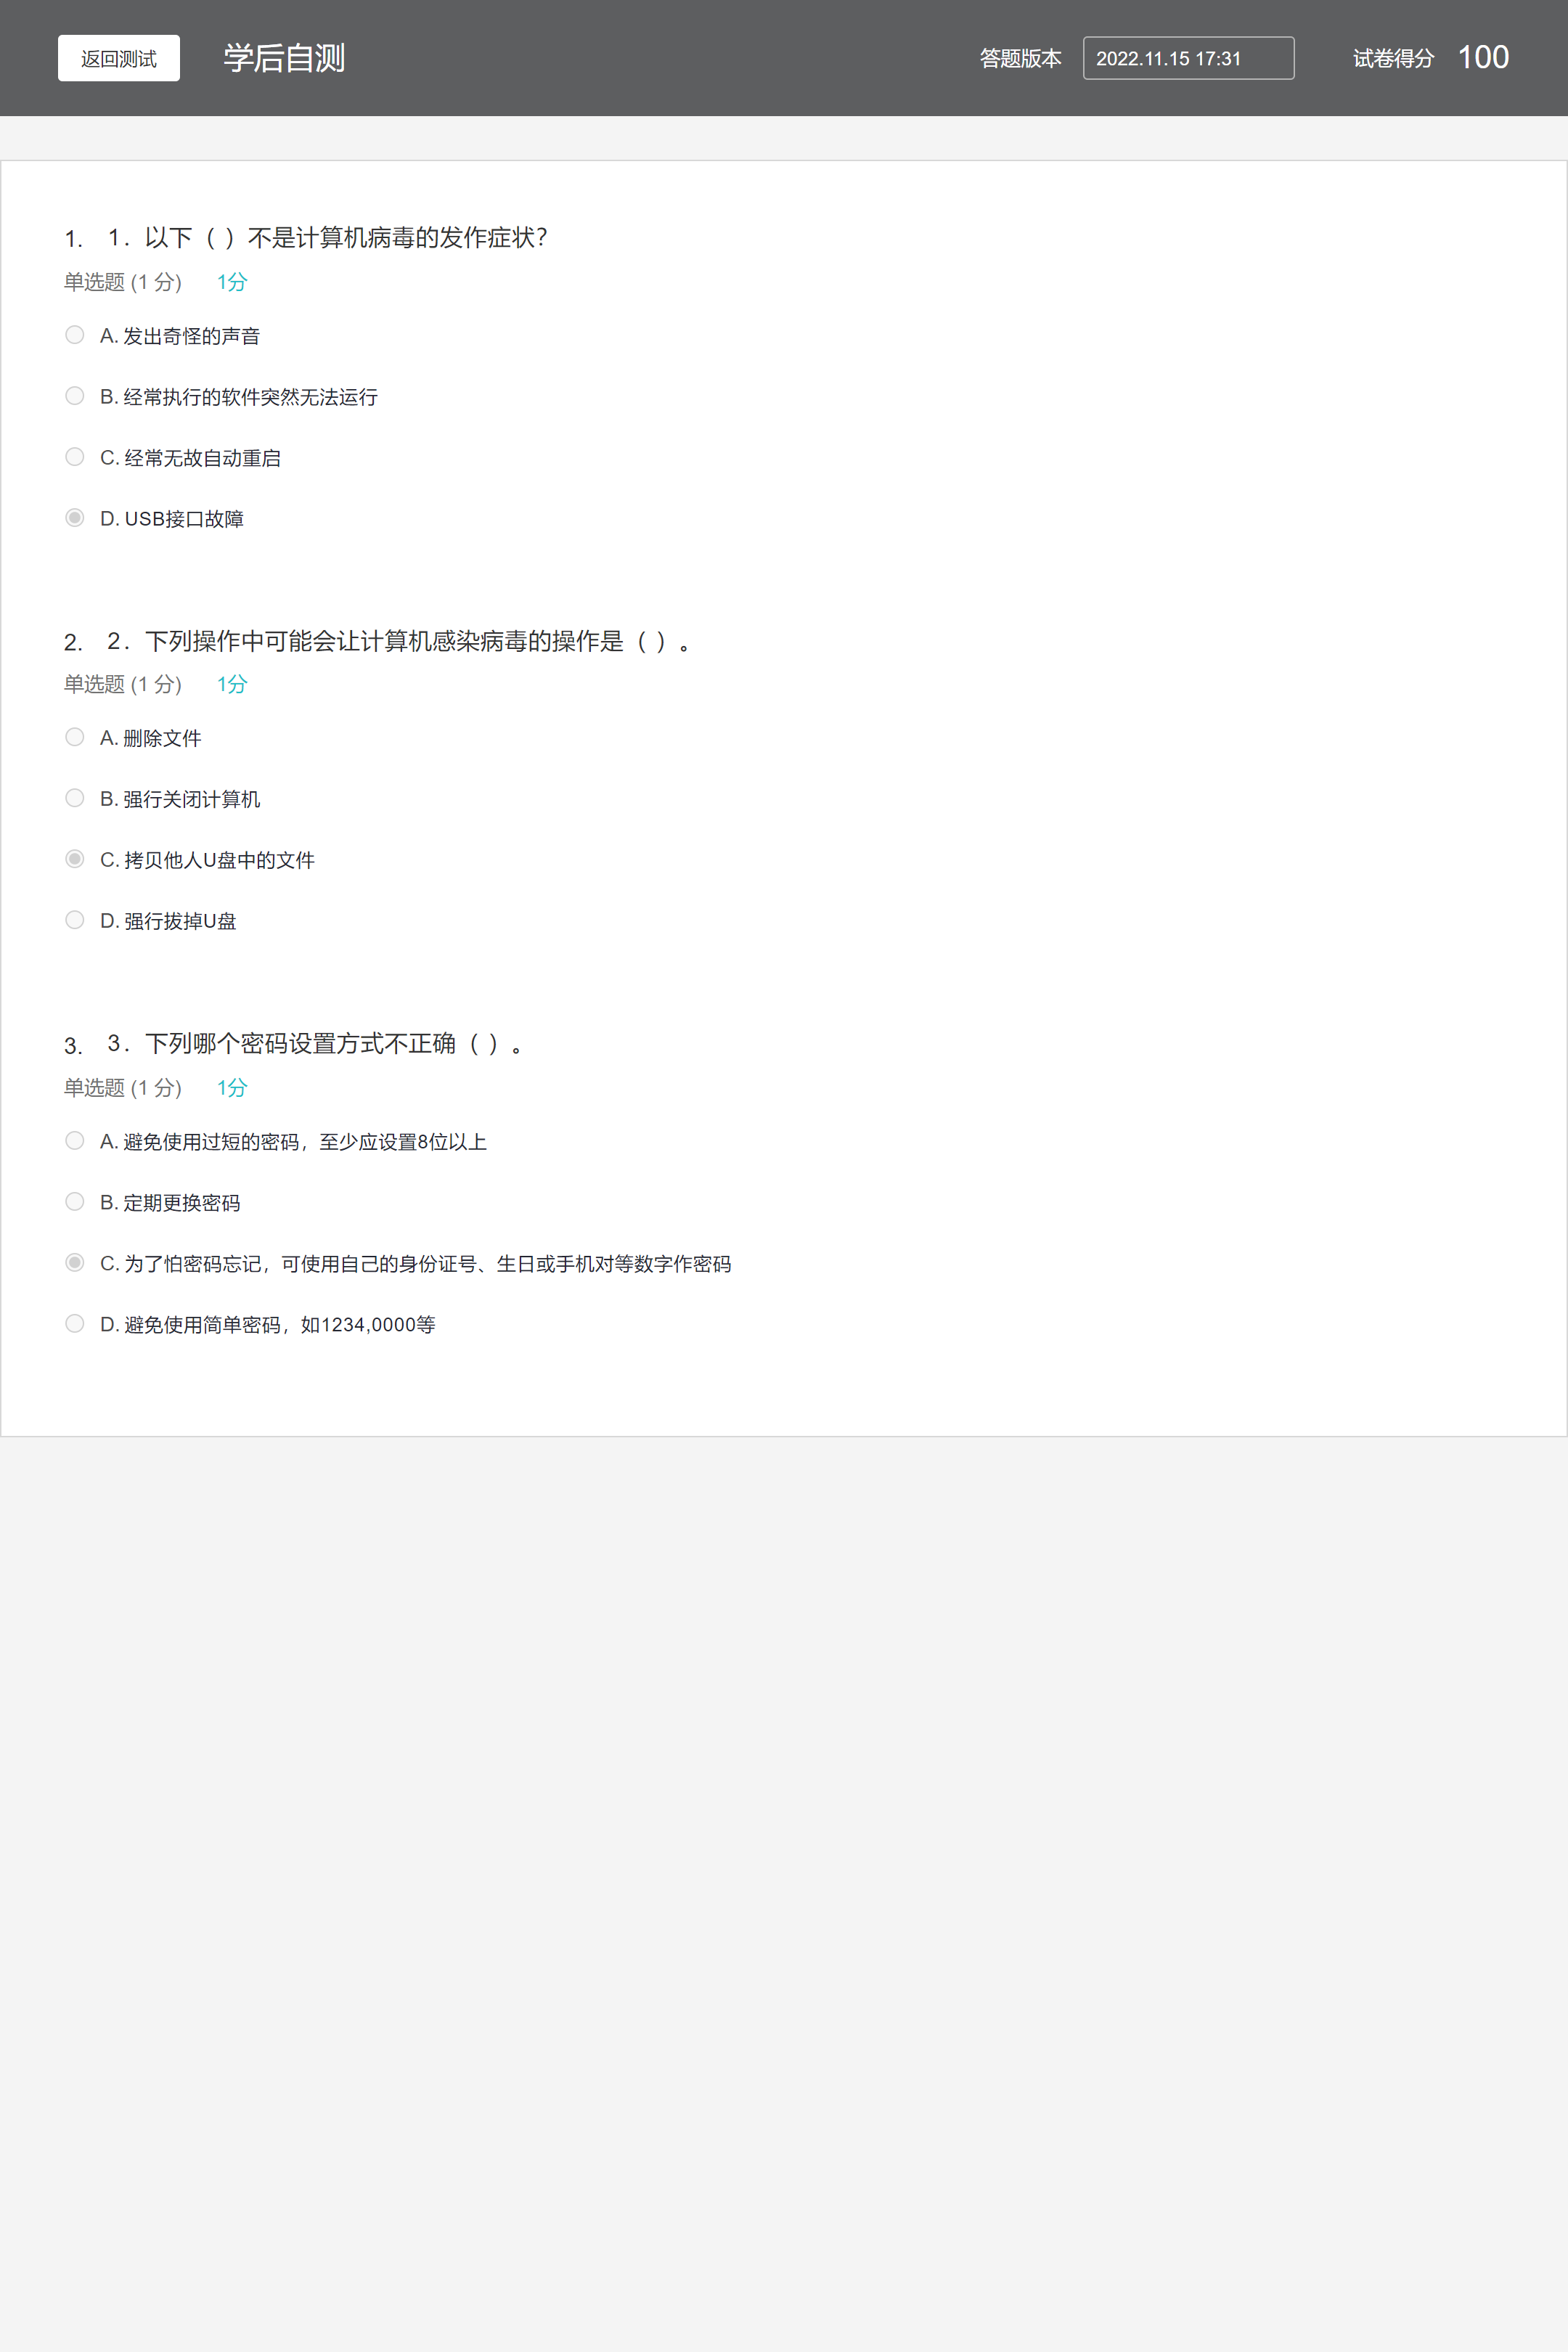 返回测试 学后自测 答题版本 2022.11.15 17:31 试卷得分 100
1. 1．以下（ ）不是计算机病毒的发作症状？
单选题 (1 分) 1分
A. 发出奇怪的声音
B. 经常执行的软件突然无法运行
C. 经常无故自动重启
D. USB接口故障
2. 2．下列操作中可能会让计算机感染病毒的操作是（ ）。
单选题 (1 分) 1分
A. 删除文件
B. 强行关闭计算机
C. 拷贝他人U盘中的文件
D. 强行拔掉U盘
3. 3．下列哪个密码设置方式不正确（ ）。
单选题 (1 分) 1分
A. 避免使用过短的密码，至少应设置8位以上
B. 定期更换密码
C. 为了怕密码忘记，可使用自己的身份证号、生日或手机对等数字作密码
D. 避免使用简单密码，如1234,0000等